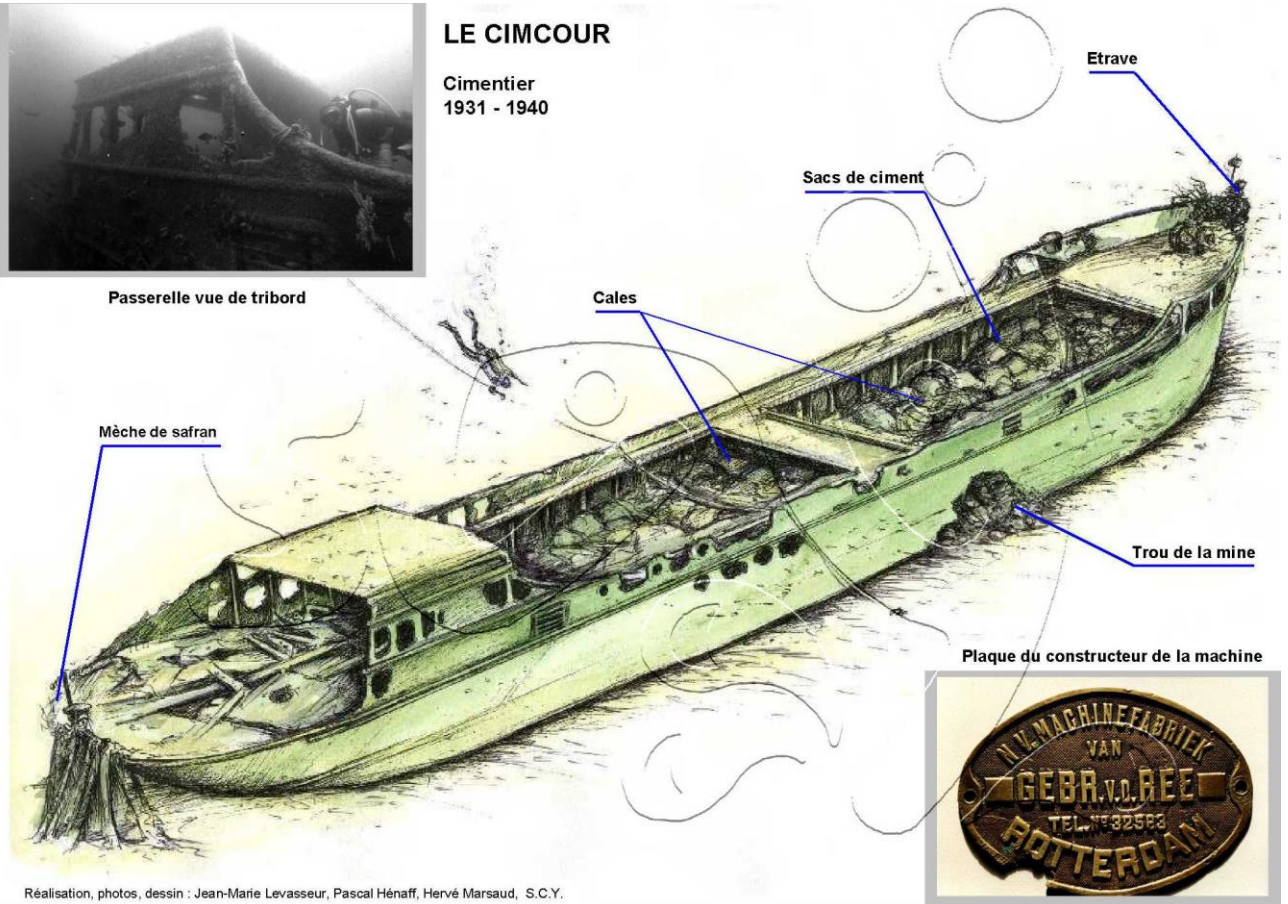 LE CIMCOUR
Cimentier
1931 - 1940
Etrave
Sacs de ciment
Passerelle vue de tribord
Cales
Mèche de safran
Trou de la mine
Plaque du constructeur de la machine
N.V. MACHINEFABRIEK
VAN
GEBR. V.D. REE
TEL. Nº 32563
ROTTERDAM
Réalisation, photos, dessin : Jean-Marie Levasseur, Pascal Hénaff, Hervé Marsaud, S.C.Y.